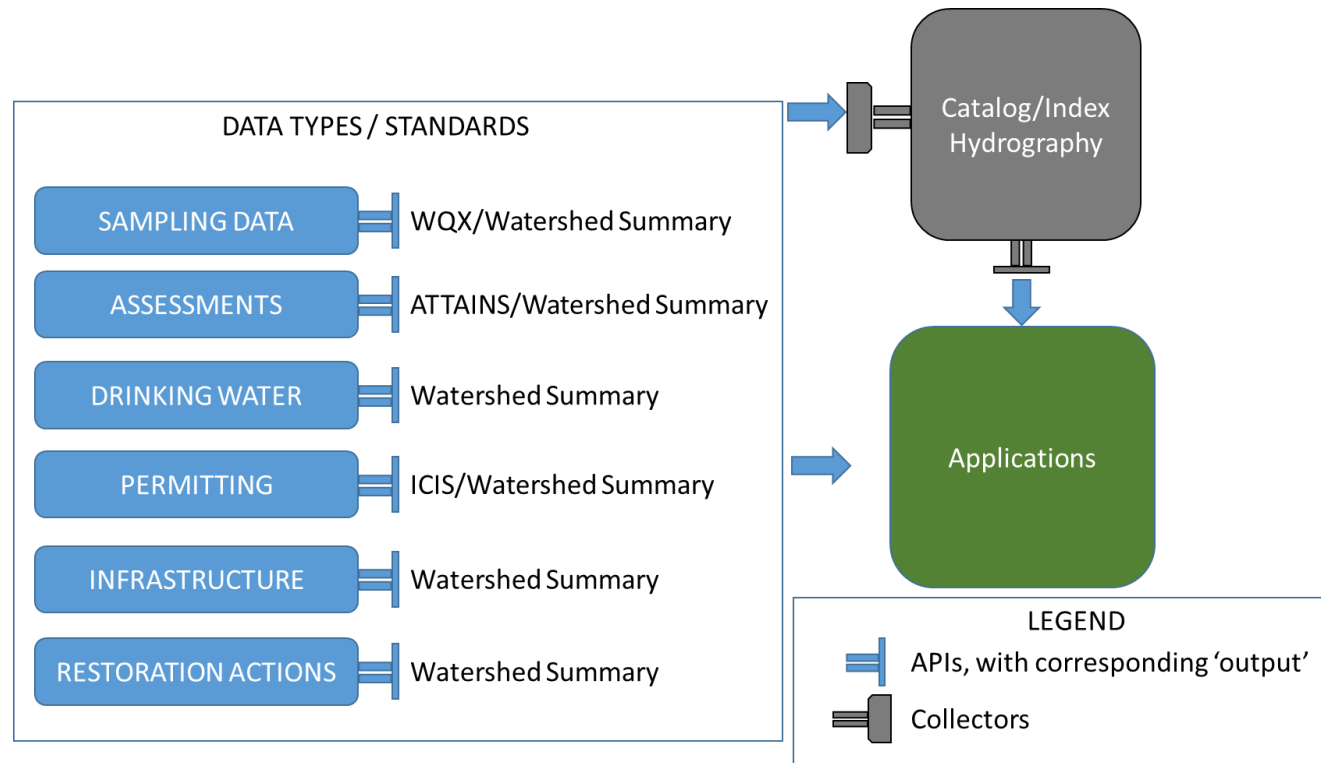 DATA TYPES / STANDARDS
SAMPLING DATA
WQX/Watershed Summary
ASSESSMENTS
ATTAINS/Watershed Summary
DRINKING WATER
Watershed Summary
PERMITTING
ICIS/Watershed Summary
INFRASTRUCTURE
Watershed Summary
RESTORATION ACTIONS
Watershed Summary
Catalog/Index
Hydrography
Applications
LEGEND
APIs, with corresponding ‘output’
Collectors